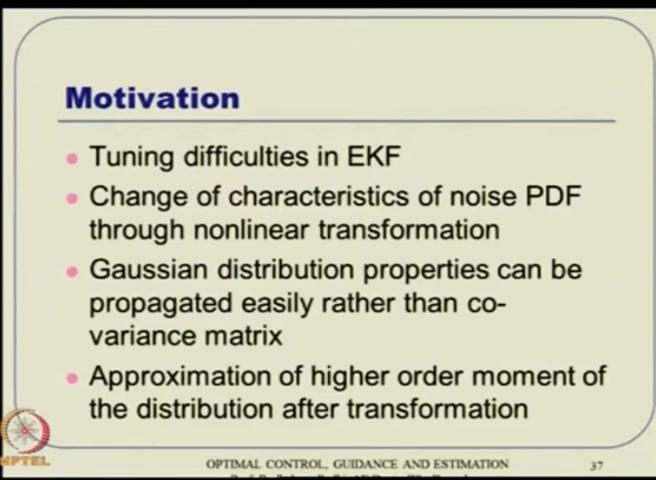 Motivation
Tuning difficulties in EKF
Change of characteristics of noise PDF
through nonlinear transformation
Gaussian distribution properties can be
propagated easily rather than co-
variance matrix
Approximation of higher order moment of
the distribution after transformation
NPTEL
OPTIMAL CONTROL, GUIDANCE AND ESTIMATION
37